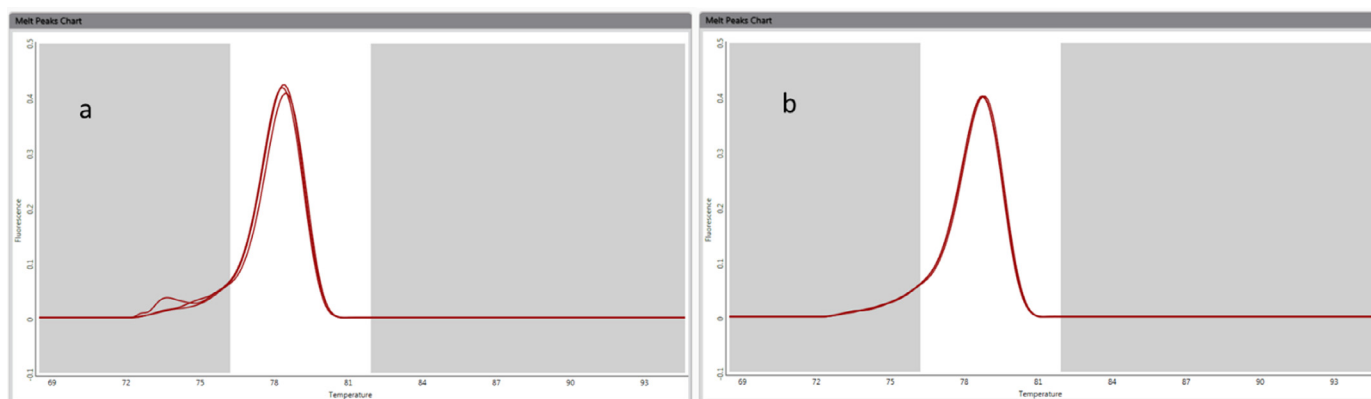 Melt Peaks Chart
a
Fluorescence
0.5
0.4
0.3
0.2
0.1
0
-0.1
69 72 75 78 81 84 87 90 93
Temperature
Melt Peaks Chart
b
Fluorescence
0.5
0.4
0.3
0.2
0.1
0
-0.1
69 72 75 78 81 84 87 90 93
Temperature